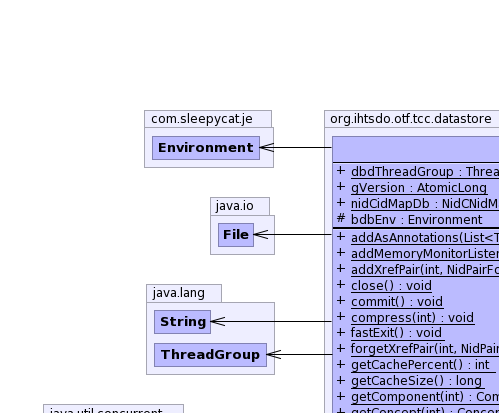 com.sleepycat.je
Environment
org.ihtsdo.otf.tcc.datastore
+ dbdThreadGroup : Threa
+ gVersion : AtomicLong
+ nidCidMapDb : NidCNidM
# bdbEnv : Environment
+ addAsAnnotations(List<T
+ addMemoryMonitorListen
+ addXrefPair(int, NidPairFo
+ close() : void
+ commit() : void
+ compress(int) : void
+ fastExit() : void
+ forgetXrefPair(int, NidPair
+ getCachePercent() : int
+ getCacheSize() : long
+ getComponent(int) : Com
+ getConcept(int) : Concep
java.io
File
java.lang
String
ThreadGroup
java.util.concurrent